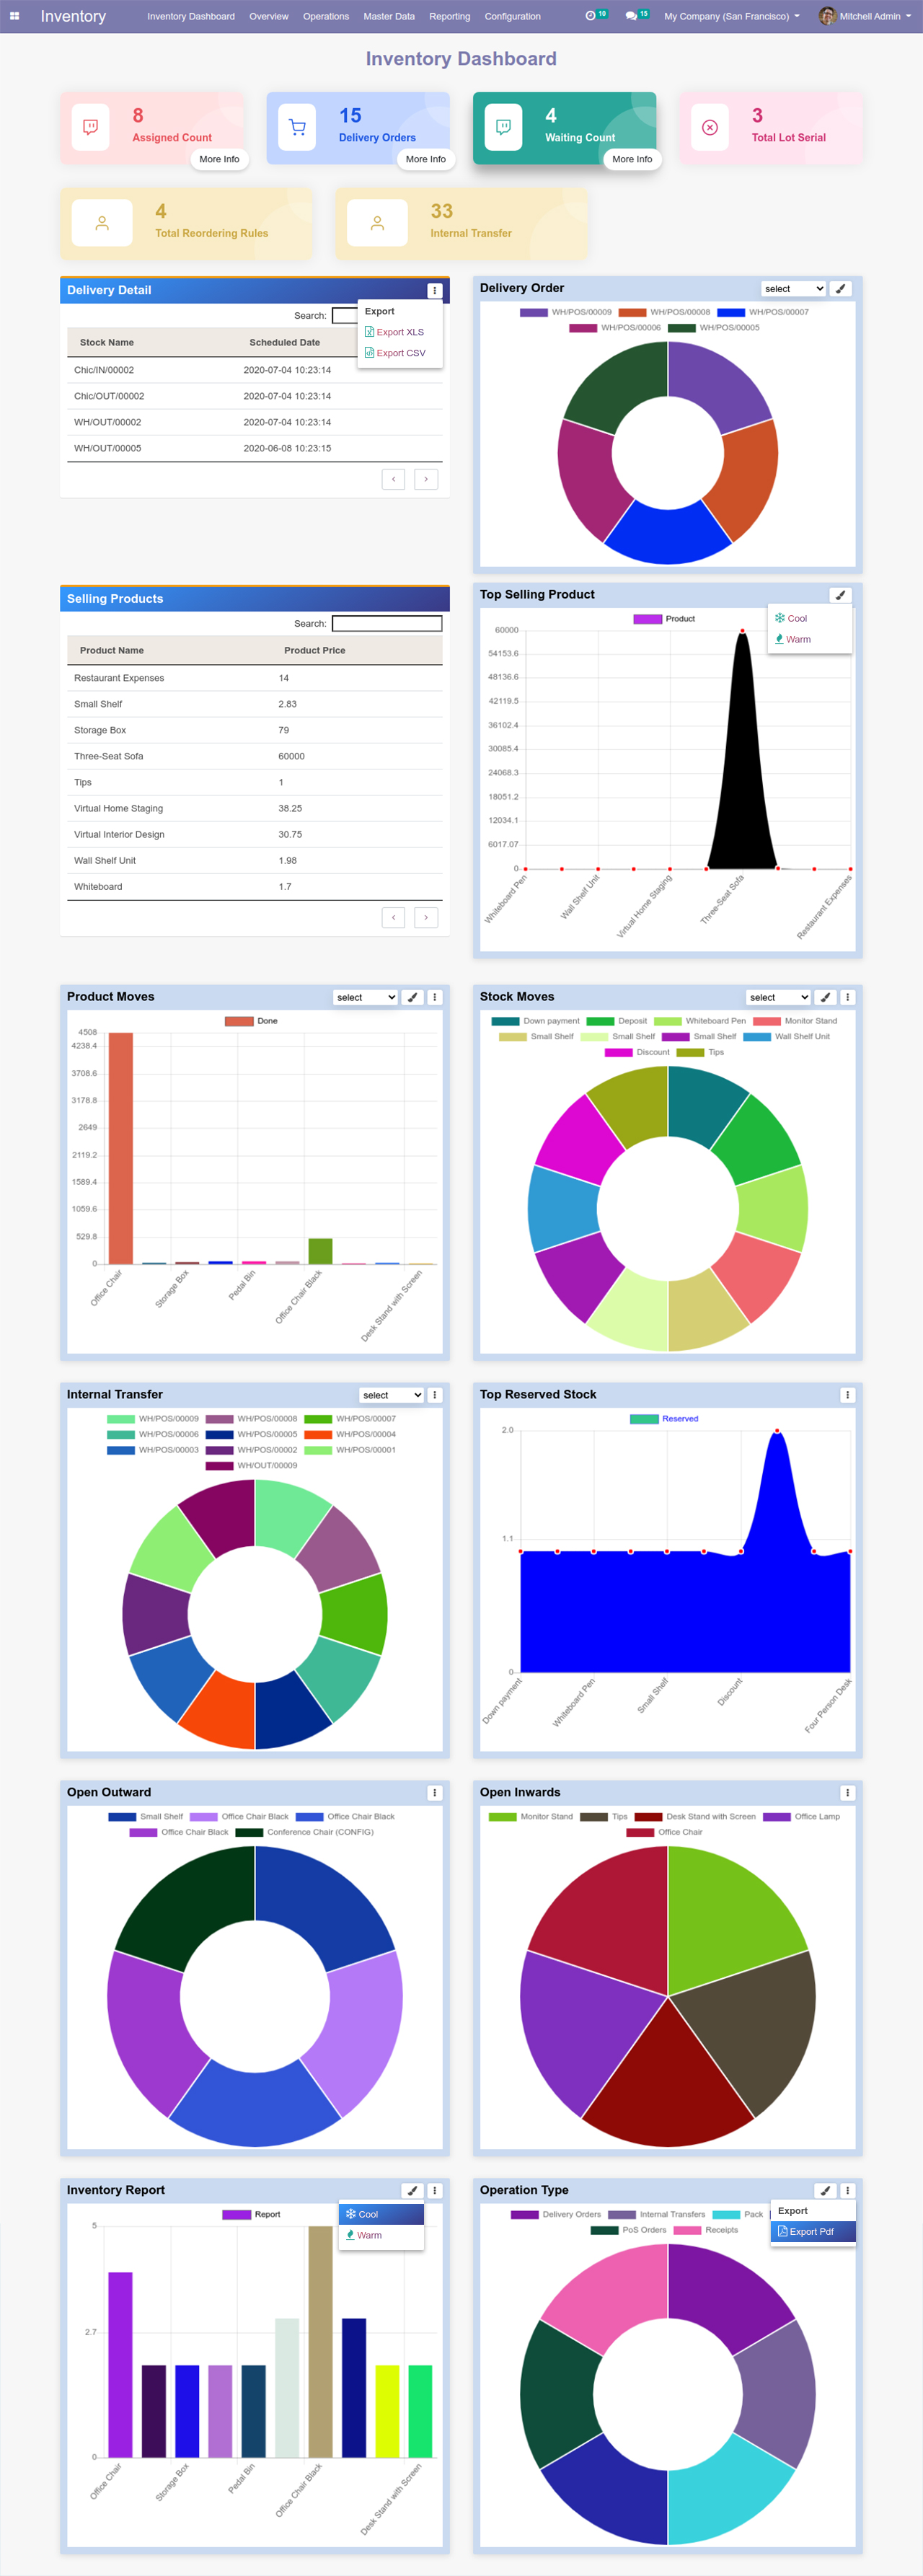 Inventory Inventory Dashboard Overview Operations Master Data Reporting Configuration 10 15 My Company (San Francisco) Mitchell Admin
Inventory Dashboard
8
Assigned Count
More Info
15
Delivery Orders
More Info
4
Waiting Count
More Info
3
Total Lot Serial
4
Total Reordering Rules
33
Internal Transfer
Delivery Detail
Search:
Export
Export XLS
Export CSV
Stock Name Scheduled Date
Chic/IN/00002 2020-07-04 10:23:14
Chic/OUT/00002 2020-07-04 10:23:14
WH/OUT/00002 2020-07-04 10:23:14
WH/OUT/00005 2020-06-08 10:23:15
Delivery Order select
WH/POS/00009 WH/POS/00008 WH/POS/00007
WH/POS/00006 WH/POS/00005
Selling Products
Search:
Product Name Product Price
Restaurant Expenses 14
Small Shelf 2.83
Storage Box 79
Three-Seat Sofa 60000
Tips 1
Virtual Home Staging 38.25
Virtual Interior Design 30.75
Wall Shelf Unit 1.98
Whiteboard 1.7
Top Selling Product
Cool
Warm
Product
60000
54153.6
48136.6
42119.5
36102.4
30085.4
24068.3
18051.2
12034.1
6017.07
0
Whiteboard Pen
Wall Shelf Unit
Virtual Home Staging
Three-Seat Sofa
Restaurant Expenses
Product Moves select
Done
4508
4238.4
3708.6
3178.8
2649
2119.2
1589.4
1059.6
529.8
0
Office Chair
Storage Box
Pedal Bin
Office Chair Black
Desk Stand with Screen
Stock Moves select
Down payment Deposit Whiteboard Pen Monitor Stand
Small Shelf Small Shelf Small Shelf Wall Shelf Unit
Discount Tips
Internal Transfer select
WH/POS/00009 WH/POS/00008 WH/POS/00007
WH/POS/00006 WH/POS/00005 WH/POS/00004
WH/POS/00003 WH/POS/00002 WH/POS/00001
WH/OUT/00009
Top Reserved Stock
Reserved
2.0
1.1
0
Down payment
Whiteboard Pen
Small Shelf
Discount
Four Person Desk
Open Outward
Small Shelf Office Chair Black Office Chair Black
Office Chair Black Conference Chair (CONFIG)
Open Inwards
Monitor Stand Tips Desk Stand with Screen Office Lamp
Office Chair
Inventory Report
Cool
Warm
Report
5
2.7
0
Office Chair
Storage Box
Pedal Bin
Office Chair Black
Desk Stand with Screen
Operation Type
Export
Export Pdf
Delivery Orders Internal Transfers Pack
PoS Orders Receipts